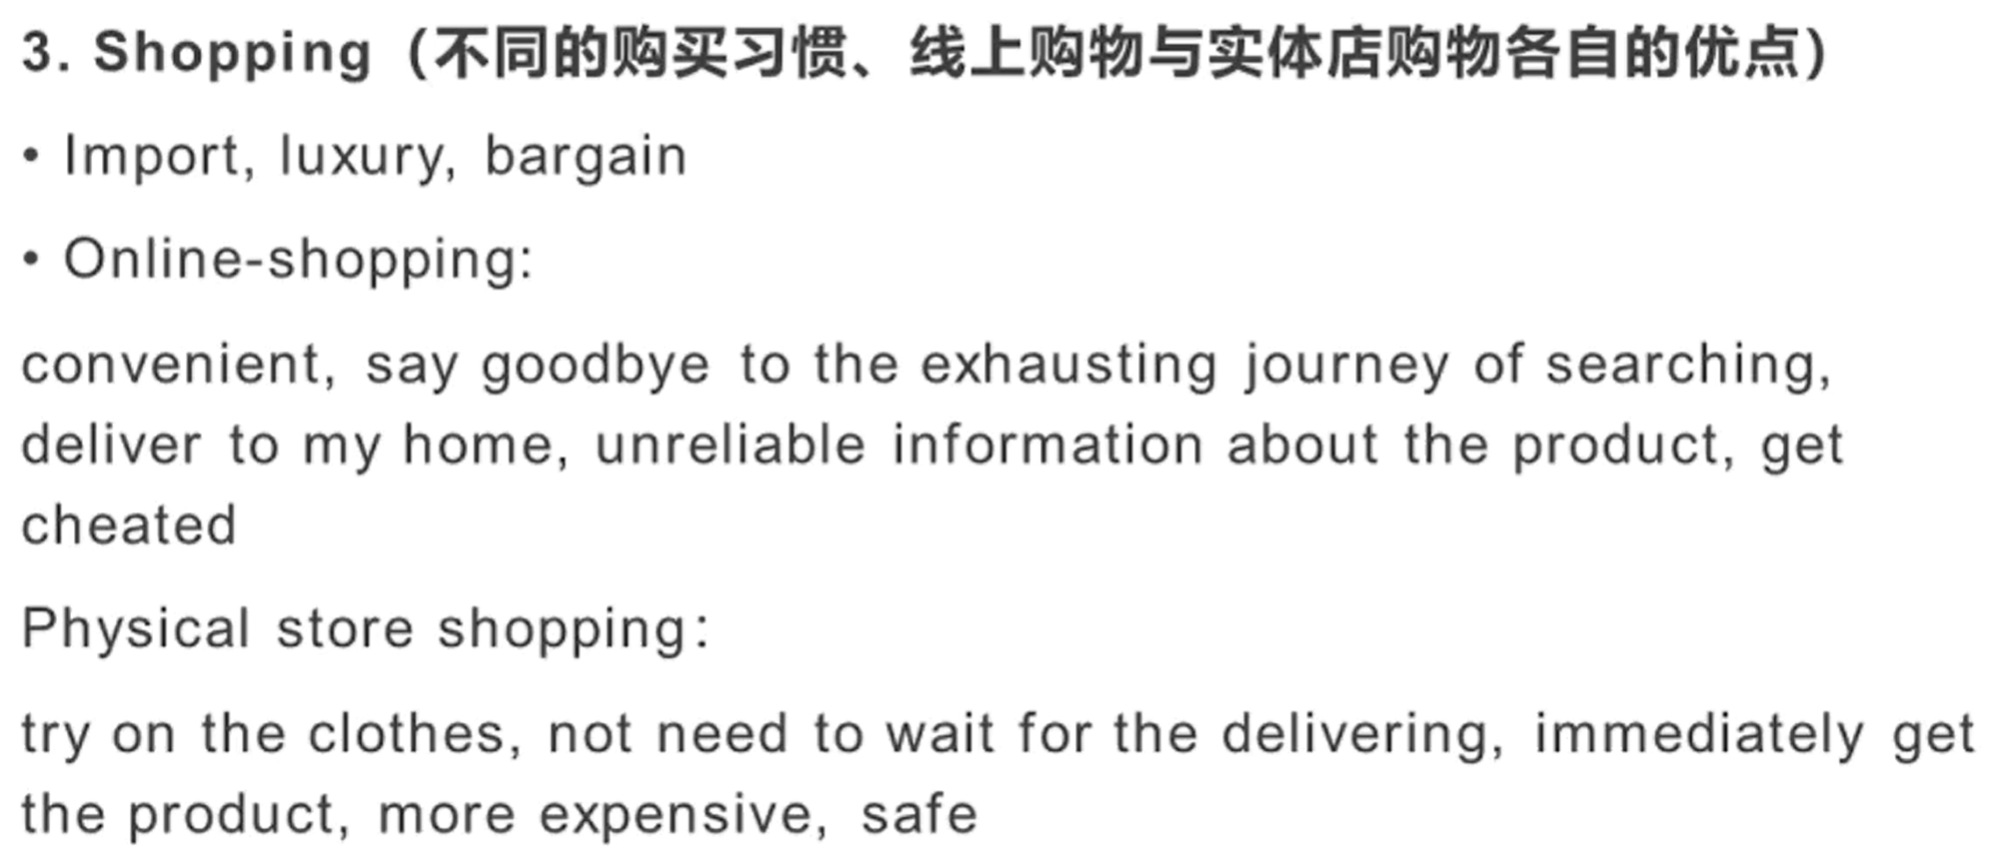 3. Shopping（不同的购买习惯、线上购物与实体店购物各自的优点）
• Import, luxury, bargain
• Online-shopping:
convenient, say goodbye to the exhausting journey of searching,
deliver to my home, unreliable information about the product, get
cheated
Physical store shopping：
try on the clothes, not need to wait for the delivering, immediately get
the product, more expensive, safe